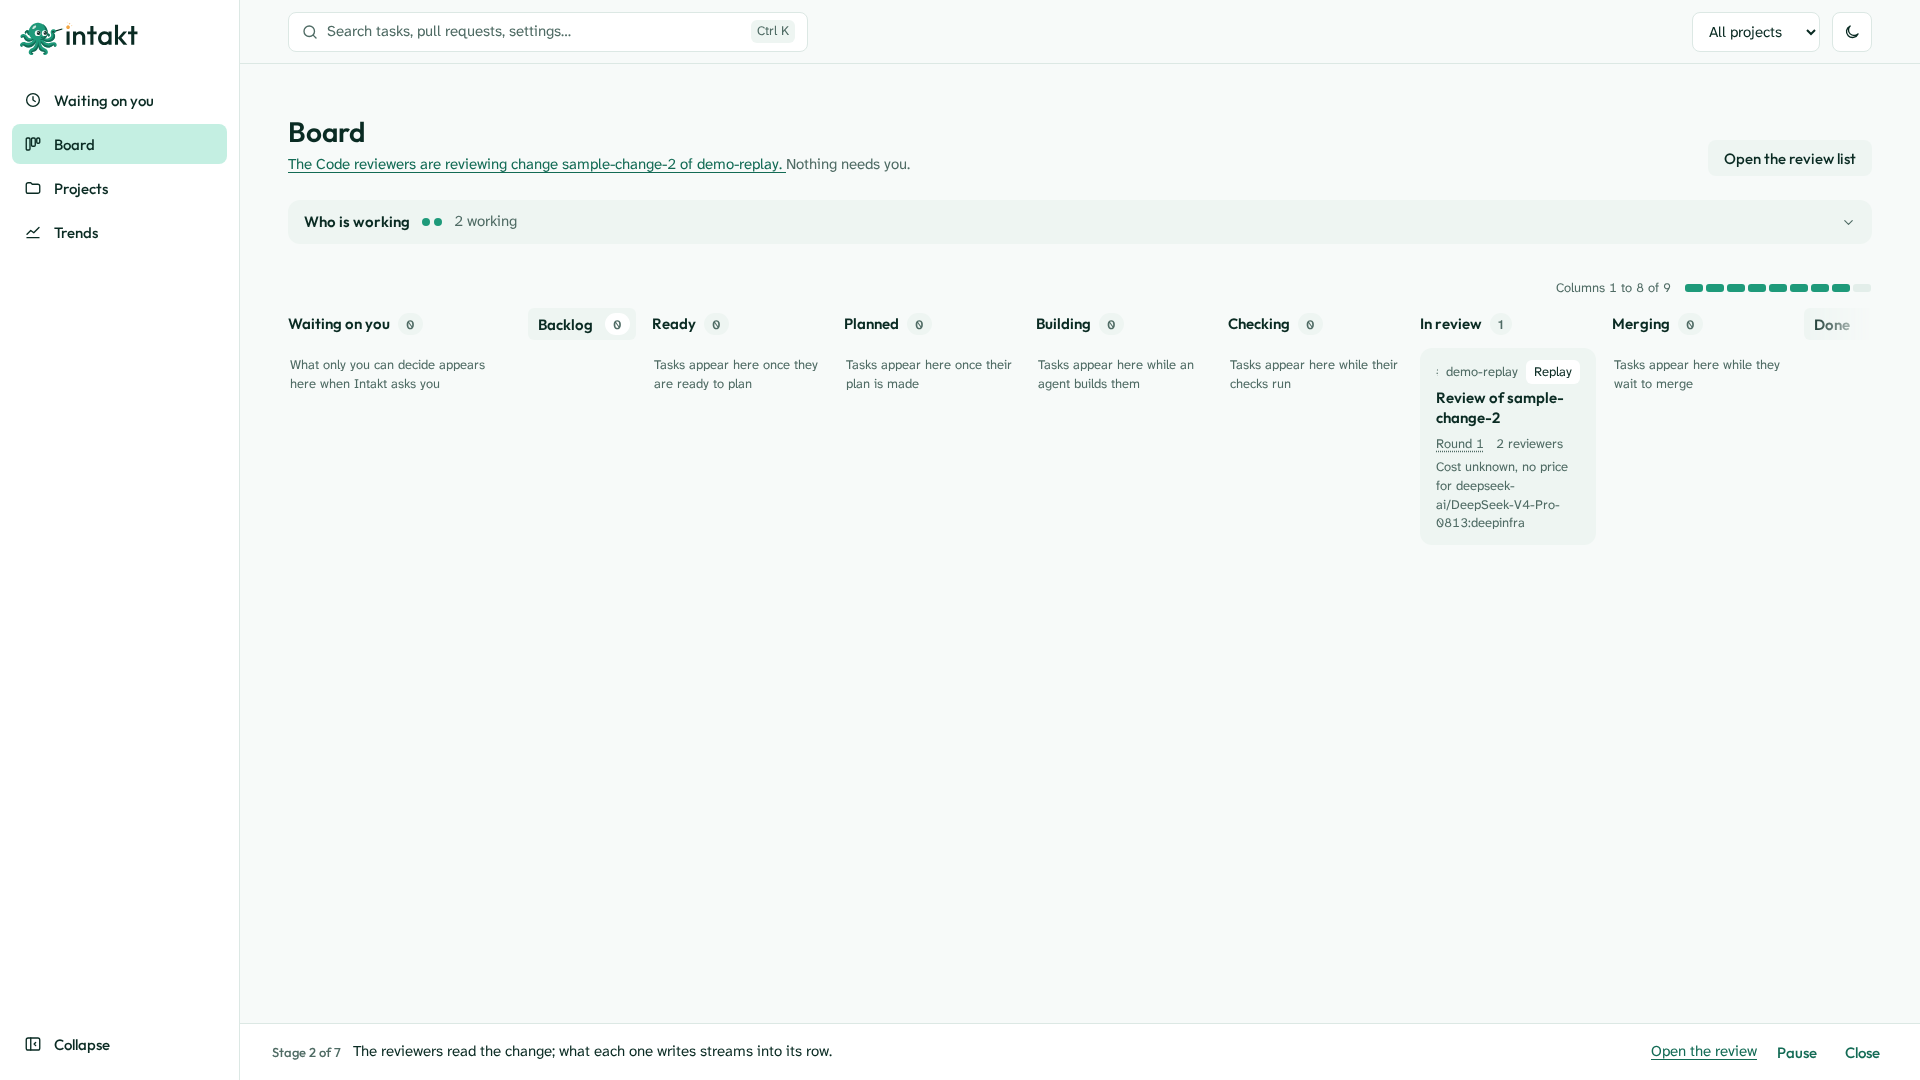 intakt
Waiting on you
Board
Projects
Trends
Collapse
Search tasks, pull requests, settings...
Ctrl K
All projects
Board
The Code reviewers are reviewing change sample-change-2 of demo-replay. Nothing needs you.
Open the review list
Who is working
2 working
Columns 1 to 8 of 9
Waiting on you 0
What only you can decide appears
here when Intakt asks you
Backlog 0
Ready 0
Tasks appear here once they
are ready to plan
Planned 0
Tasks appear here once their
plan is made
Building 0
Tasks appear here while an
agent builds them
Checking 0
Tasks appear here while their
checks run
In review 1
demo-replay Replay
Review of sample-
change-2
Round 1 2 reviewers
Cost unknown, no price
for deepseek-
ai/DeepSeek-V4-Pro-
0813:deepinfra
Merging 0
Tasks appear here while they
wait to merge
Done
Stage 2 of 7 The reviewers read the change; what each one writes streams into its row.
Open the review
Pause
Close